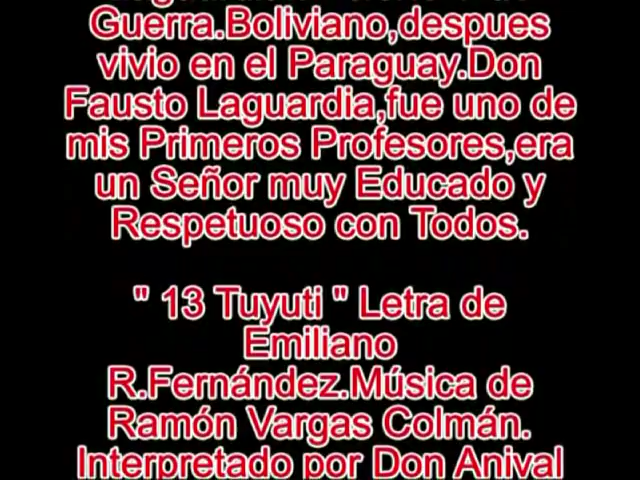 Guerra.Boliviano,despues
vivio en el Paraguay.Don
Fausto Laguardia,fue uno de
mis Primeros Profesores,era
un Señor muy Educado y
Respetuoso con Todos.
" 13 Tuyuti " Letra de
Emiliano
R.Fernández.Música de
Ramón Vargas Colmán.
Interpretado por Don Anival